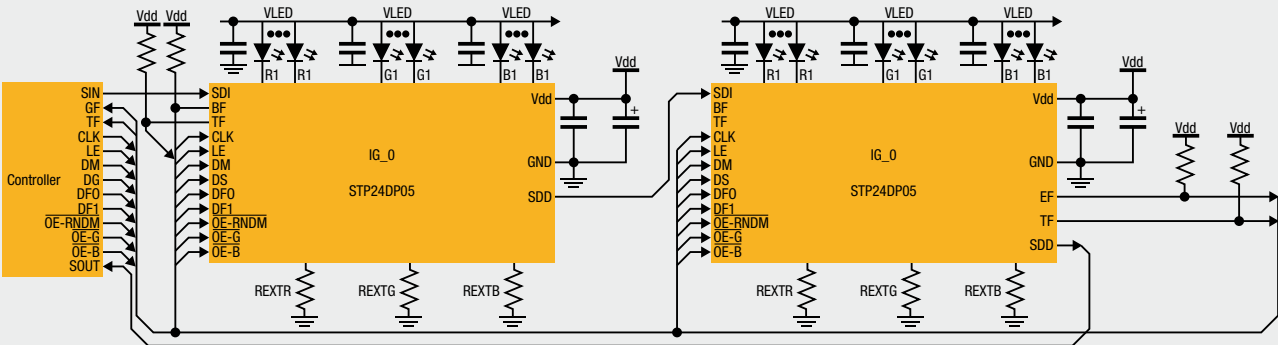 Vdd Vdd
VLED VLED VLED
R1 R1 G1 G1 B1 B1
Controller
SIN
GF
TF
CLK
LE
DM
DG
DF0
DF1
OE-RNDM
OE-G
OE-B
SOUT
SDI
BF
TF
CLK
LE
DM
DS
DFO
DF1
OE-RNDM
OE-G
OE-B
IG_0
STP24DP05
Vdd
GND
SDD
Vdd
+
REXTR REXTG REXTB
VLED VLED VLED
R1 R1 G1 G1 B1 B1
SDI
BF
TF
CLK
LE
DM
DS
DFO
DF1
OE-RNDM
OE-G
OE-B
IG_0
STP24DP05
Vdd
GND
EF
TF
SDD
Vdd
+
Vdd Vdd
REXTR REXTG REXTB